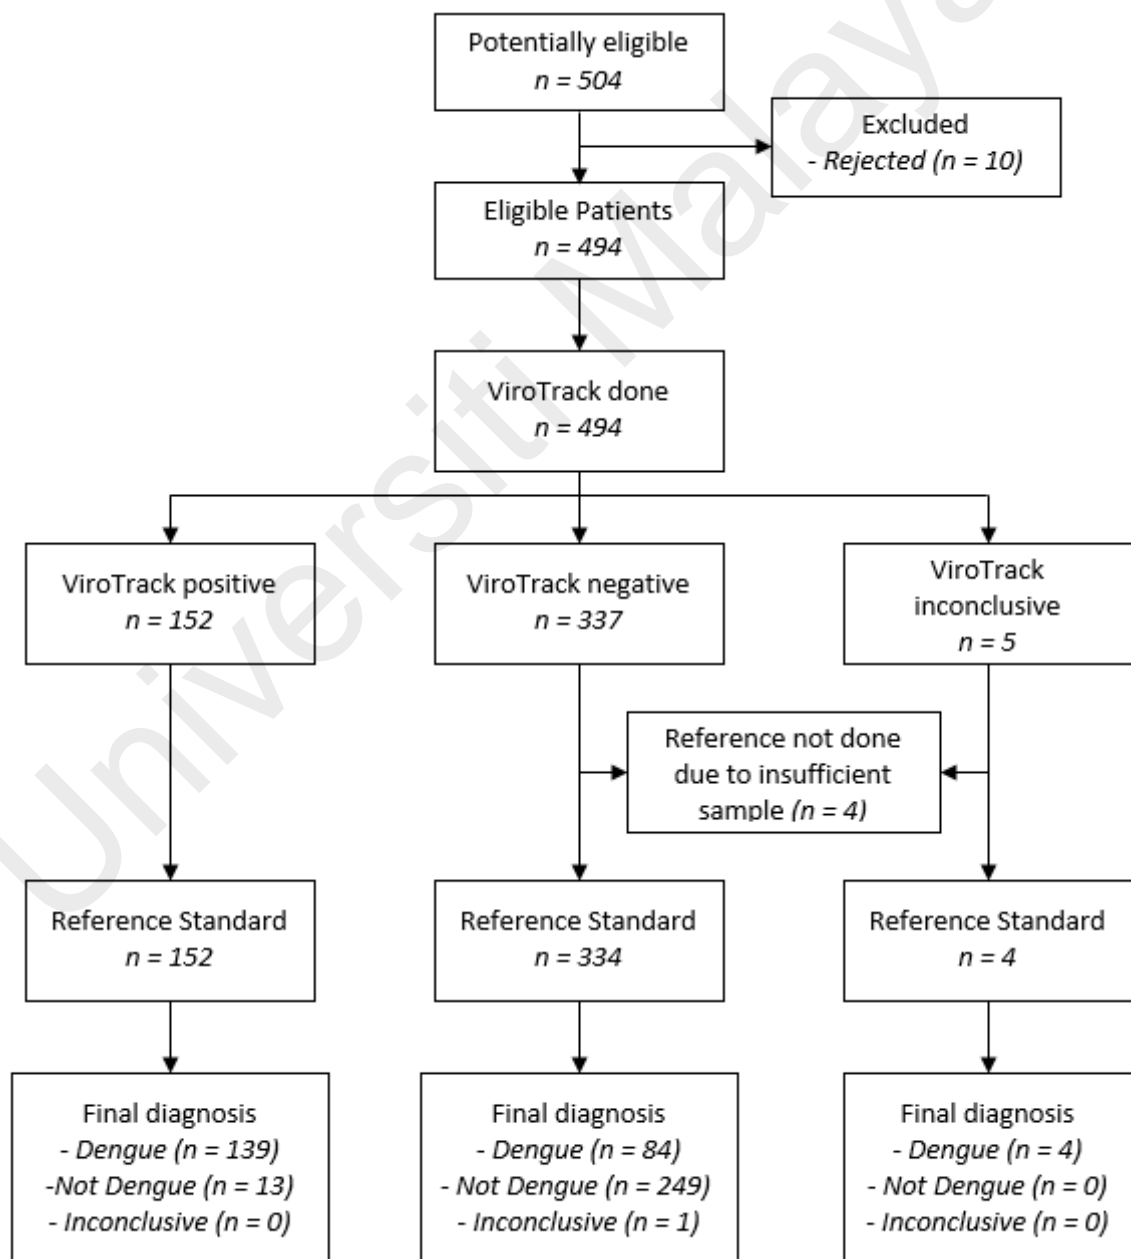 Potentially eligible
n = 504
Excluded
- Rejected (n = 10)
Eligible Patients
n = 494
ViroTrack done
n = 494
ViroTrack positive
n = 152
ViroTrack negative
n = 337
ViroTrack
inconclusive
n = 5
Reference not done
due to insufficient
sample (n = 4)
Reference Standard
n = 152
Reference Standard
n = 334
Reference Standard
n = 4
Final diagnosis
- Dengue (n = 139)
-Not Dengue (n = 13)
- Inconclusive (n = 0)
Final diagnosis
- Dengue (n = 84)
- Not Dengue (n = 249)
- Inconclusive (n = 1)
Final diagnosis
- Dengue (n = 4)
- Not Dengue (n = 0)
- Inconclusive (n = 0)
Universiti Malaya